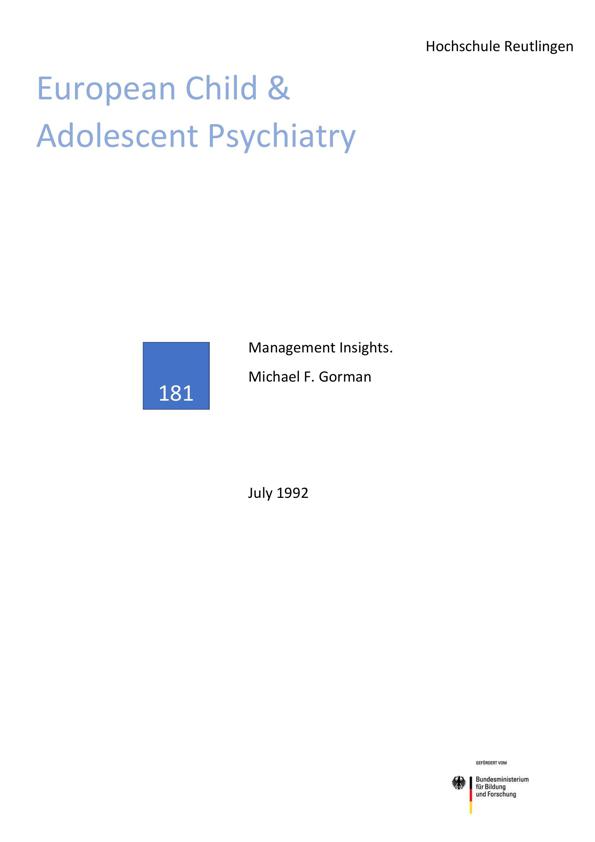 Hochschule Reutlingen
European Child &
Adolescent Psychiatry
Management Insights.
Michael F. Gorman
181
July 1992
GEFÖRDERT VOM
Bundesministerium
für Bildung
und Forschung